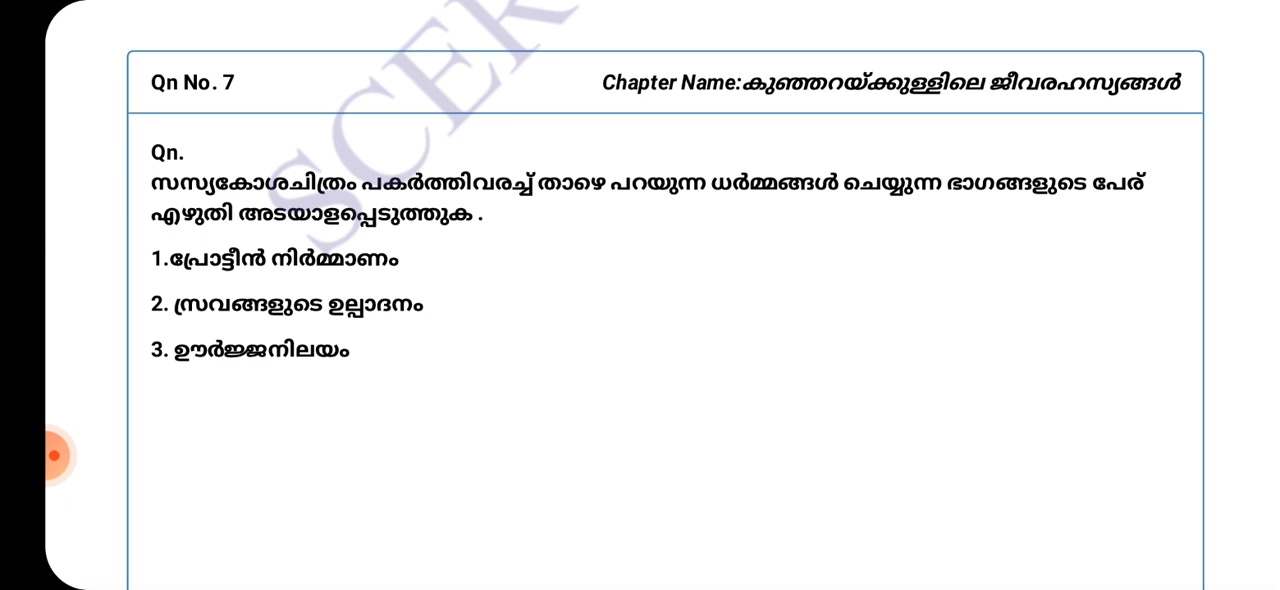 SCER
Qn No. 7 Chapter Name:കുഞ്ഞറയ്ക്കുള്ളിലെ ജീവരഹസ്യങ്ങൾ
Qn.
സസ്യകോശചിത്രം പകർത്തിവരച്ച് താഴെ പറയുന്ന ധർമ്മങ്ങൾ ചെയ്യുന്ന ഭാഗങ്ങളുടെ പേര്
എഴുതി അടയാളപ്പെടുത്തുക .
1.പ്രോട്ടീൻ നിർമ്മാണം
2. സ്രവങ്ങളുടെ ഉല്പാദനം
3. ഊർജ്ജനിലയം